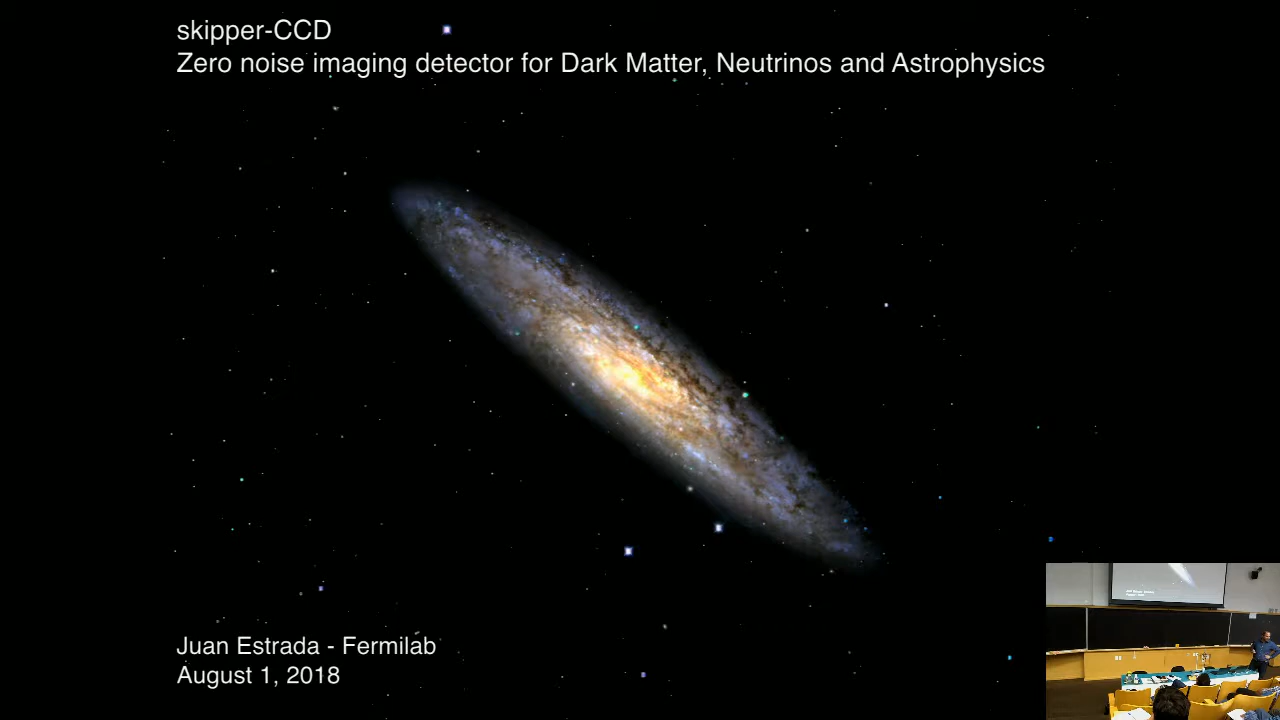 skipper-CCD
Zero noise imaging detector for Dark Matter, Neutrinos and Astrophysics
Juan Estrada - Fermilab
August 1, 2018